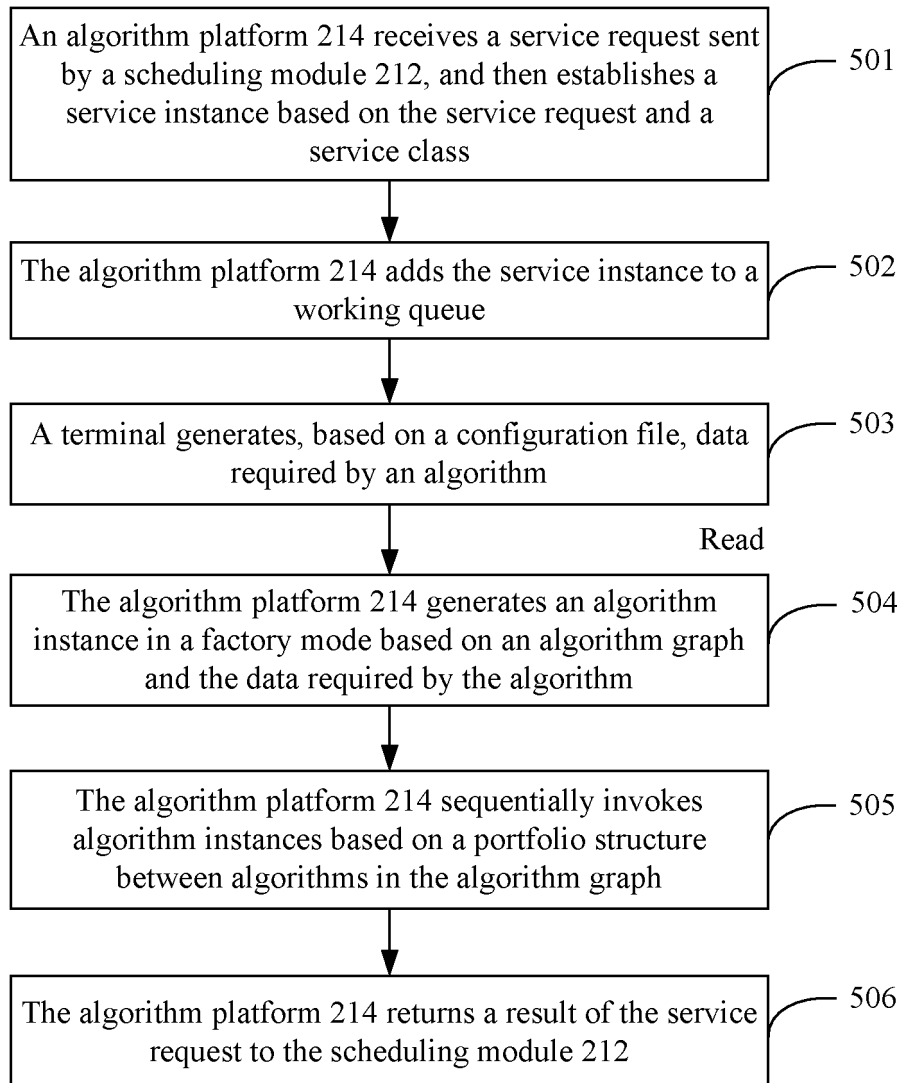 An algorithm platform 214 receives a service request sent
by a scheduling module 212, and then establishes a
service instance based on the service request and a
service class
501
The algorithm platform 214 adds the service instance to a
working queue
502
A terminal generates, based on a configuration file, data
required by an algorithm
503
Read
The algorithm platform 214 generates an algorithm
instance in a factory mode based on an algorithm graph
and the data required by the algorithm
504
The algorithm platform 214 sequentially invokes
algorithm instances based on a portfolio structure
between algorithms in the algorithm graph
505
The algorithm platform 214 returns a result of the service
request to the scheduling module 212
506